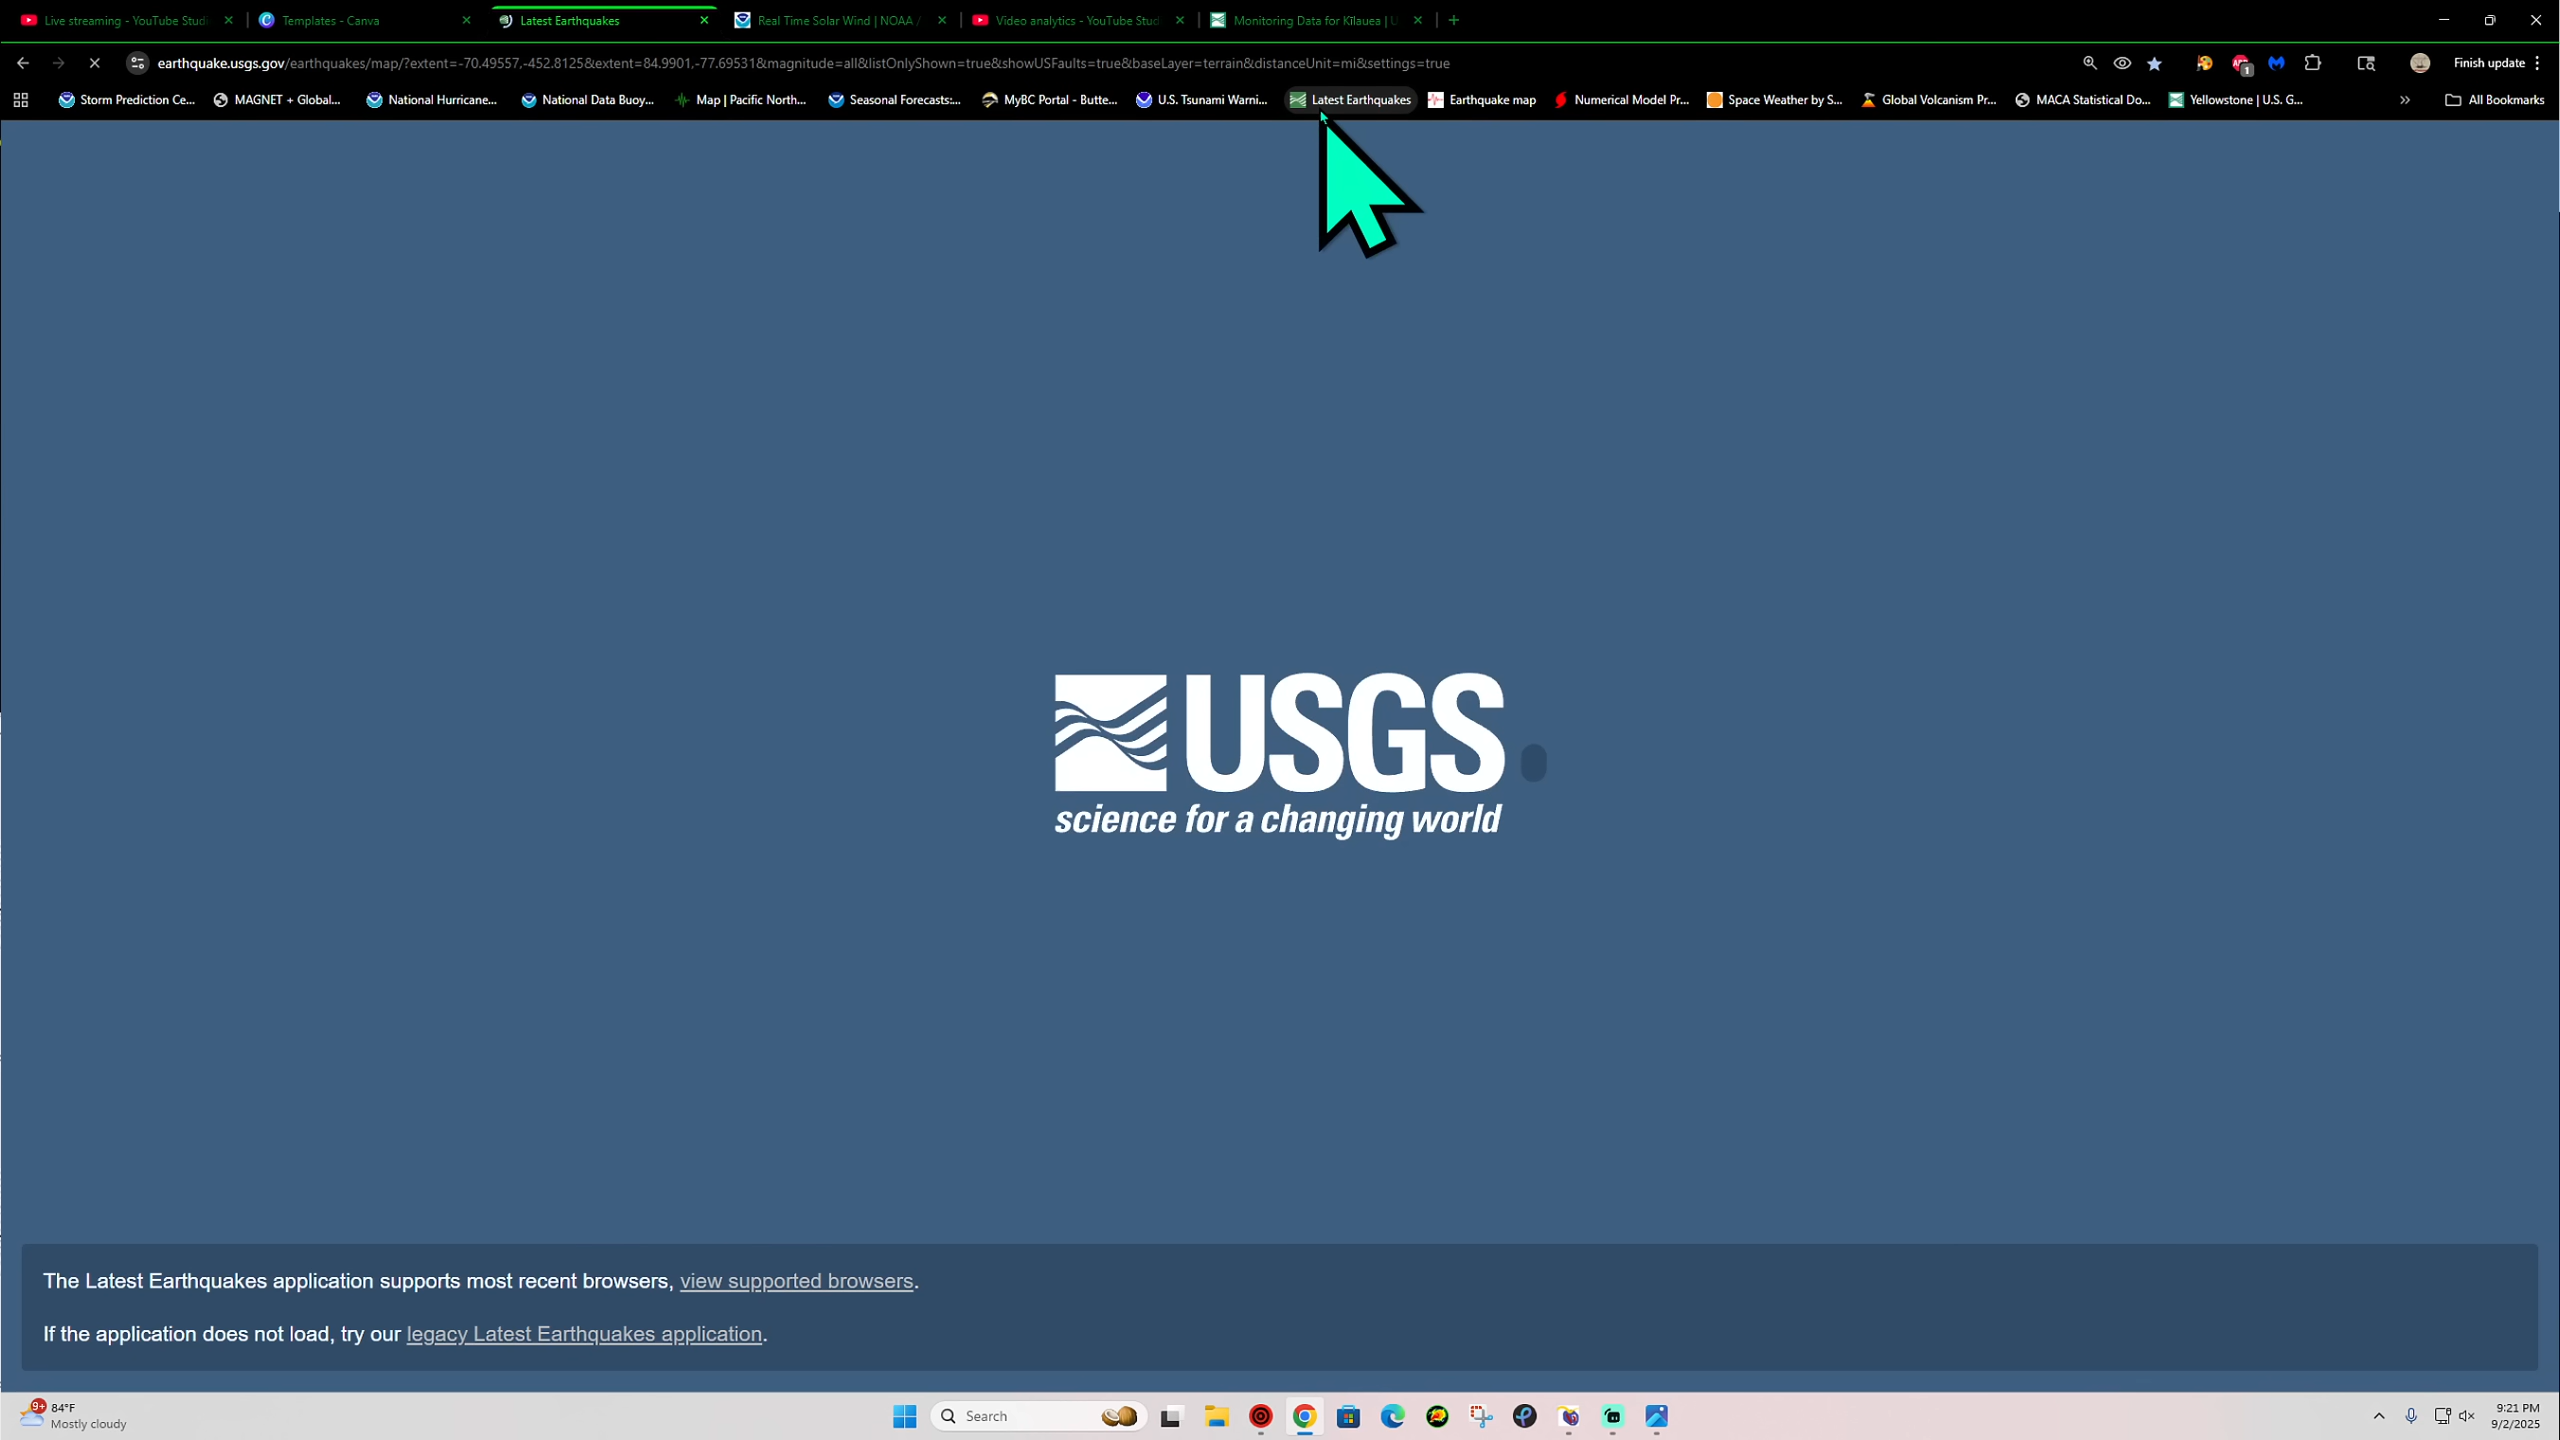 Live streaming - YouTube Studi
Templates - Canva
Latest Earthquakes
Real Time Solar Wind | NOAA /
Video analytics - YouTube Stud
Monitoring Data for Kīlauea | U
earthquake.usgs.gov/earthquakes/map/?extent=-70.49557,-452.8125&extent=84.9901,-77.69531&magnitude=all&listOnlyShown=true&showUSFaults=true&baseLayer=terrain&distanceUnit=mi&settings=true
1
Finish update
Storm Prediction Ce...
MAGNET + Global...
National Hurricane...
National Data Buoy...
Map | Pacific North...
Seasonal Forecasts:...
MyBC Portal - Butte...
U.S. Tsunami Warni...
Latest Earthquakes
Earthquake map
Numerical Model Pr...
Space Weather by S...
Global Volcanism Pr...
MACA Statistical Do...
Yellowstone | U.S. G...
All Bookmarks
USGS
science for a changing world
The Latest Earthquakes application supports most recent browsers, view supported browsers.
If the application does not load, try our legacy Latest Earthquakes application.
9+
84°F
Mostly cloudy
Search
9:21 PM
9/2/2025